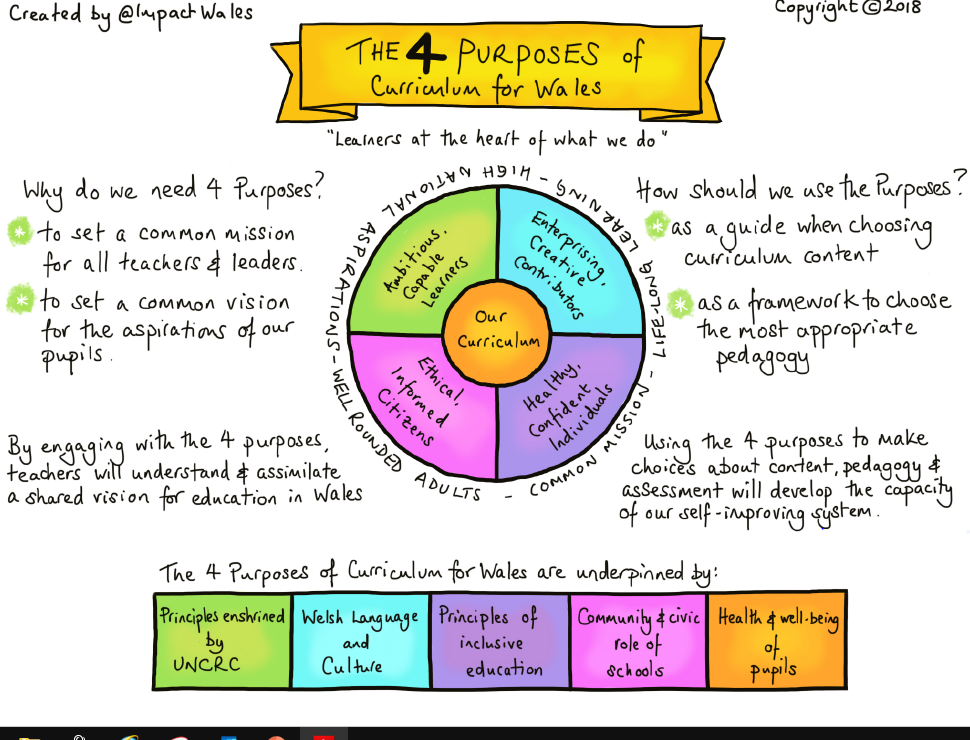 Created by @ImpactWales
Copyright © 2018
THE 4 PURPOSES of
Curriculum for Wales
"Learners at the heart of what we do"
Why do we need 4 Purposes?
* to set a common mission
for all teachers & leaders.
* to set a common vision
for the aspirations of our
pupils.
By engaging with the 4 purposes,
teachers will understand & assimilate
a shared vision for education in Wales
HIGH NATIONAL ASPIRATIONS - WELL ROUNDED ADULTS - COMMON MISSION - LIFE-LONG LEARNING -
Ambitious,
Capable
Learners
Enterprising,
Creative
Contributors
Our
Curriculum
Ethical,
Informed
Citizens
Healthy,
Confident
Individuals
How should we use the Purposes?
* as a guide when choosing
curriculum content
* as a framework to choose
the most appropriate
pedagogy
Using the 4 purposes to make
choices about content, pedagogy &
assessment will develop the capacity
of our self-improving system.
The 4 Purposes of Curriculum for Wales are underpinned by:
Principles enshrined
by
UNCRC
Welsh Language
and
Culture
Principles of
inclusive
education
Community & civic
role of
schools
Health & well-being
of
pupils